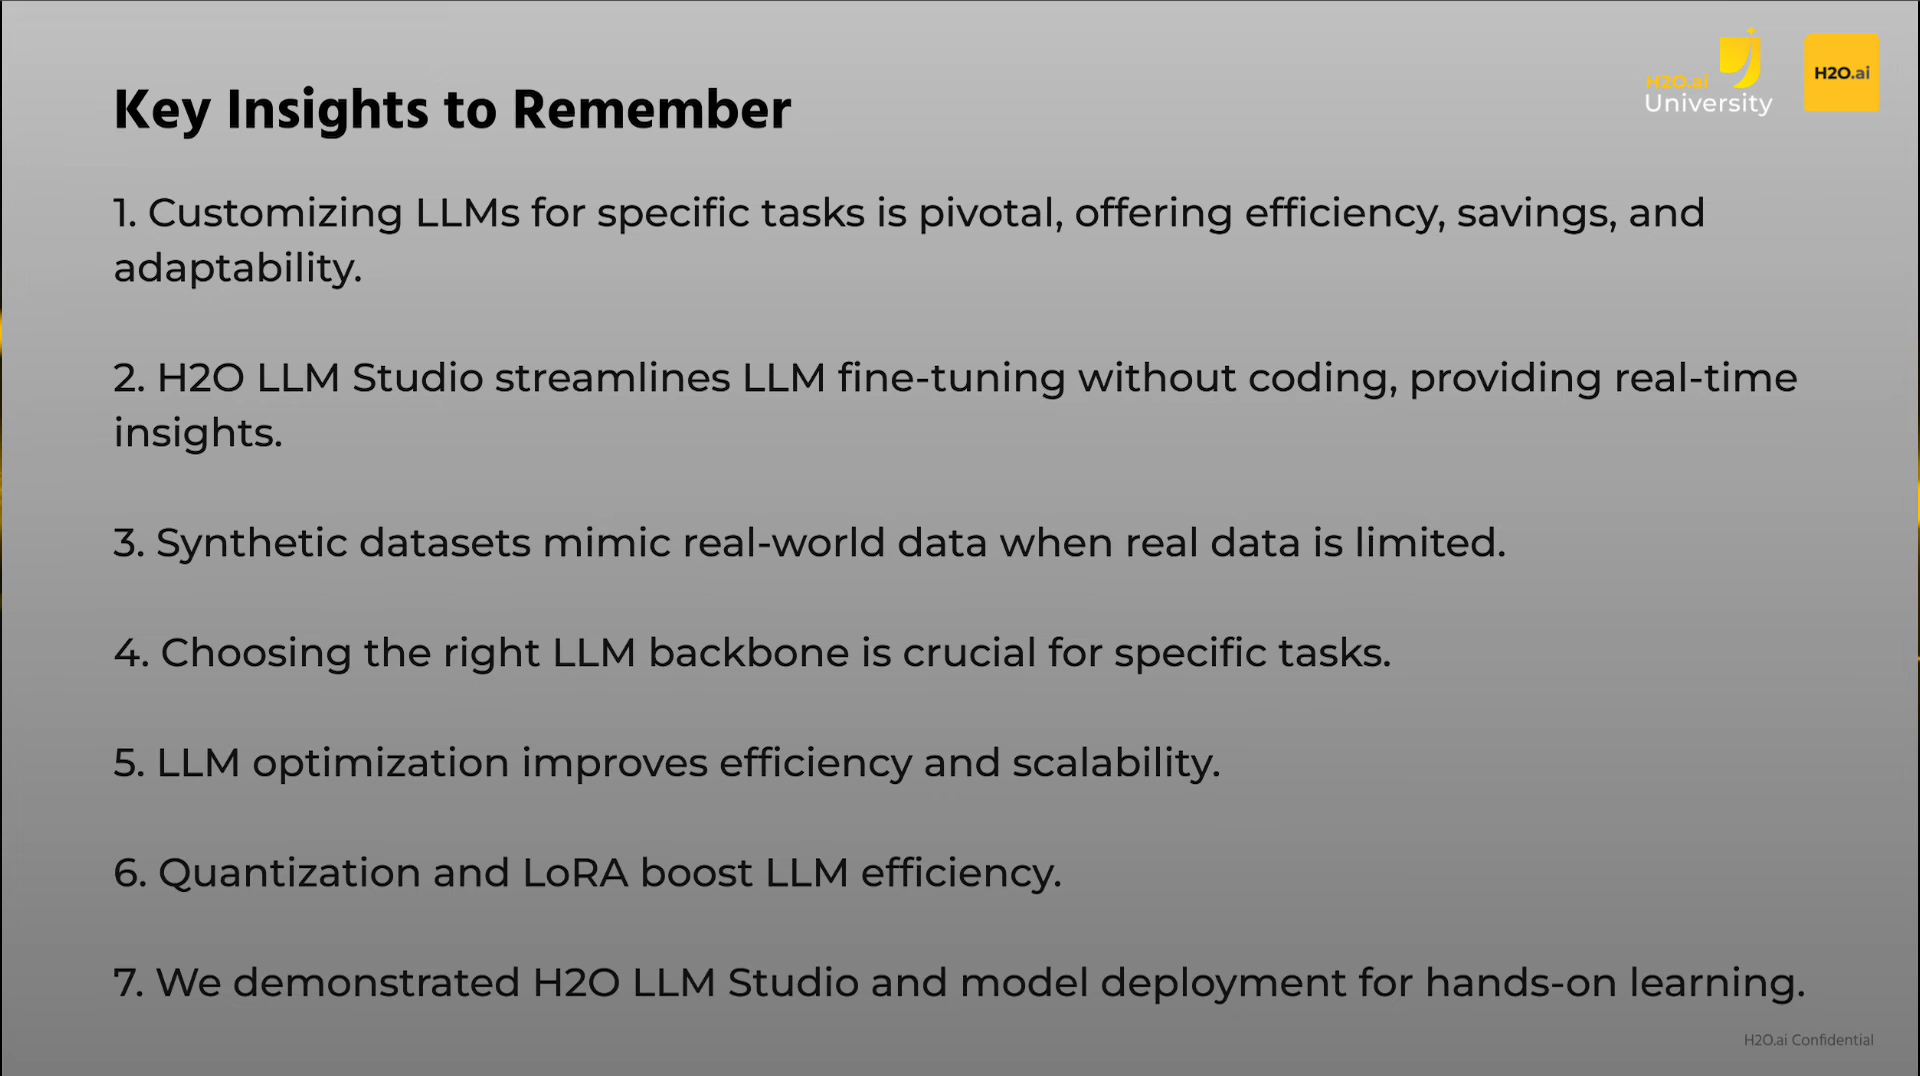 H2O.ai
University
H2O.ai
Key Insights to Remember
1. Customizing LLMs for specific tasks is pivotal, offering efficiency, savings, and
adaptability.
2. H2O LLM Studio streamlines LLM fine-tuning without coding, providing real-time
insights.
3. Synthetic datasets mimic real-world data when real data is limited.
4. Choosing the right LLM backbone is crucial for specific tasks.
5. LLM optimization improves efficiency and scalability.
6. Quantization and LoRA boost LLM efficiency.
7. We demonstrated H2O LLM Studio and model deployment for hands-on learning.
H2O.ai Confidential